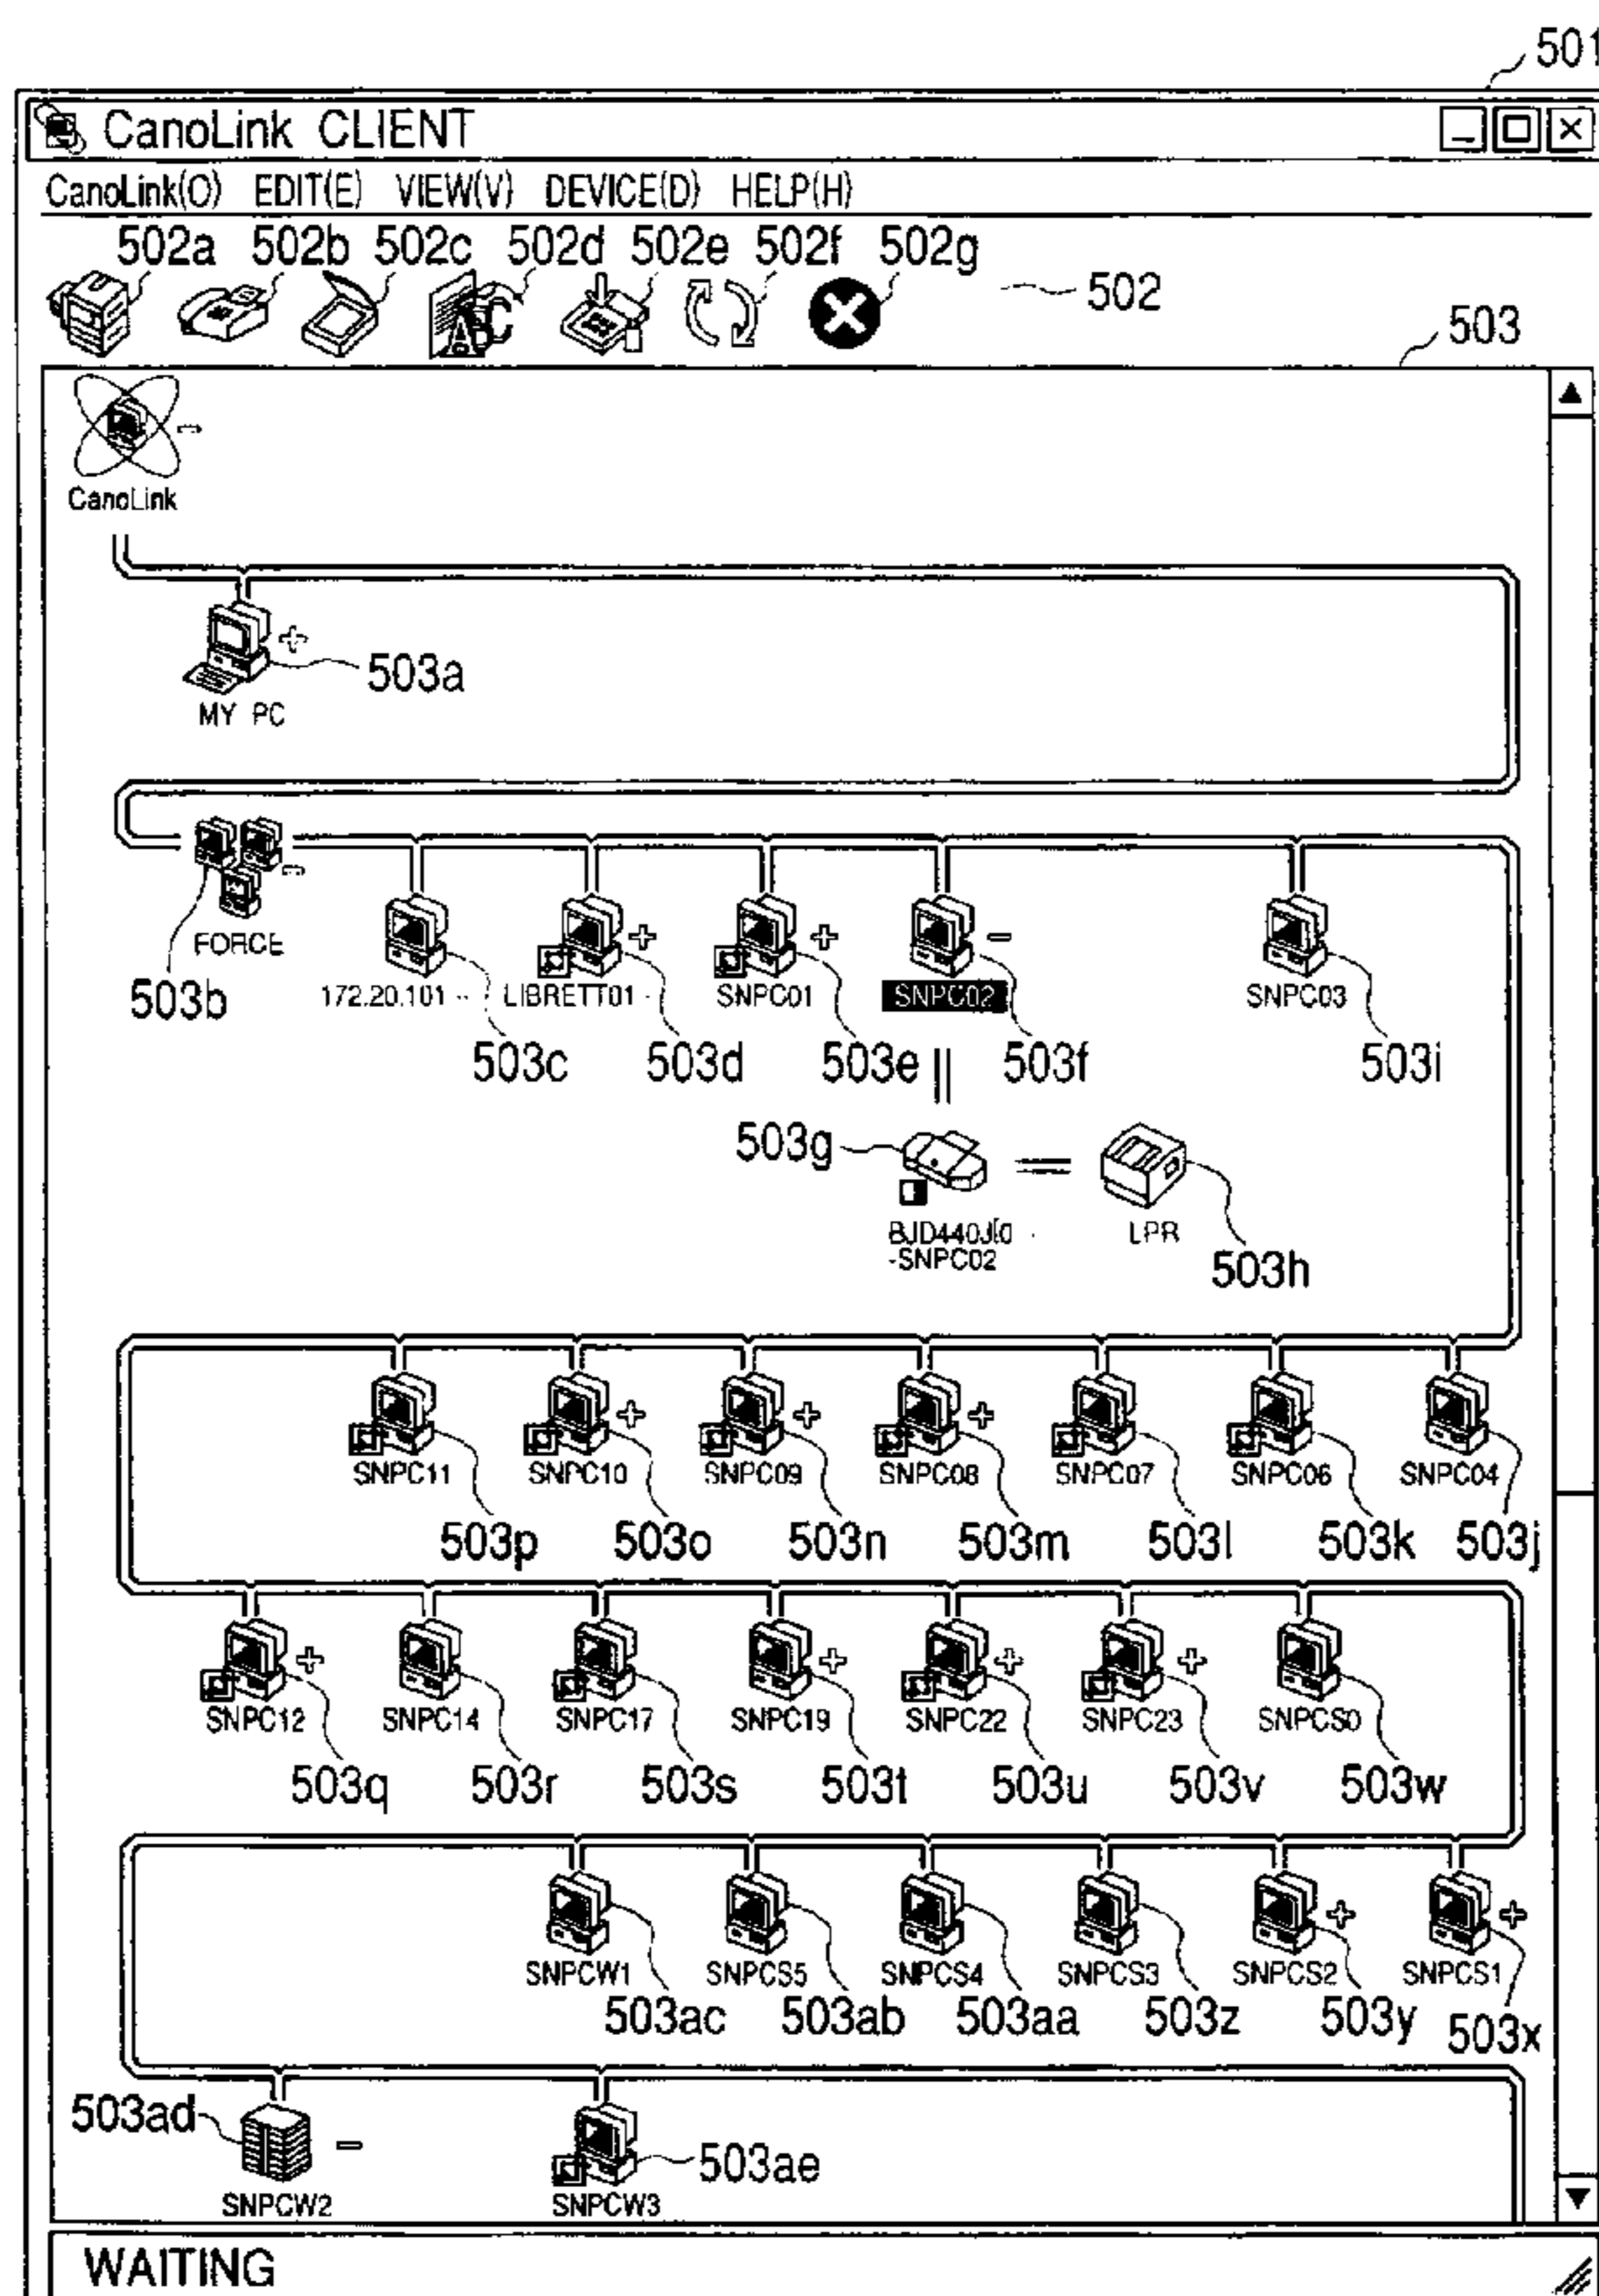 501
CanoLink CLIENT
CanoLink(O) EDIT(E) VIEW(V) DEVICE(D) HELP(H)
502a 502b 502c 502d 502e 502f 502g
502
503
CanoLink
503a
MY PC
FORCE
503b
172.20.101 LIBRETT01 SNPC01 SNPC02 SNPC03
503c 503d 503e 503f 503i
503g
BJD440J[0 LPR
-SNPC02
503h
SNPC11 SNPC10 SNPC09 SNPC08 SNPC07 SNPC06 SNPC04
503p 503o 503n 503m 503l 503k 503j
SNPC12 SNPC14 SNPC17 SNPC19 SNPC22 SNPC23 SNPCS0
503q 503r 503s 503t 503u 503v 503w
SNPCW1 SNPCS5 SNPCS4 SNPCS3 SNPCS2 SNPCS1
503ac 503ab 503aa 503z 503y 503x
503ad
503ae
SNPCW2 SNPCW3
WAITING